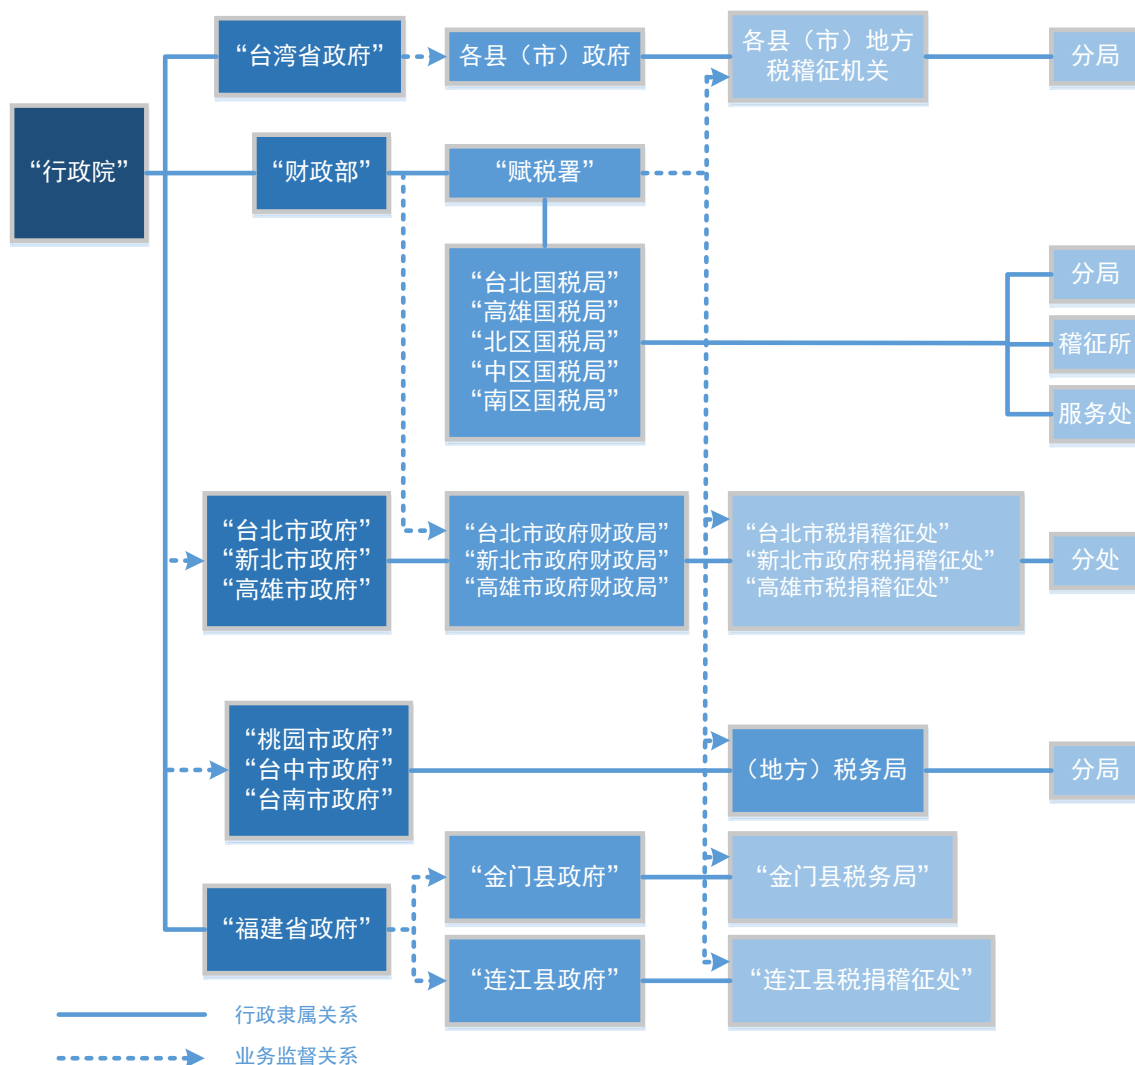 “台湾省政府”
各县（市）政府
各县（市）地方
税稽征机关
分局
“行政院”
“财政部”
“赋税署”
“台北国税局”
“高雄国税局”
“北区国税局”
“中区国税局”
“南区国税局”
分局
稽征所
服务处
“台北市政府”
“新北市政府”
“高雄市政府”
“台北市政府财政局”
“新北市政府财政局”
“高雄市政府财政局”
“台北市税捐稽征处”
“新北市政府税捐稽征处”
“高雄市税捐稽征处”
分处
“桃园市政府”
“台中市政府”
“台南市政府”
（地方）税务局
分局
“福建省政府”
“金门县政府”
“金门县税务局”
“连江县政府”
“连江县税捐稽征处”
行政隶属关系
业务监督关系